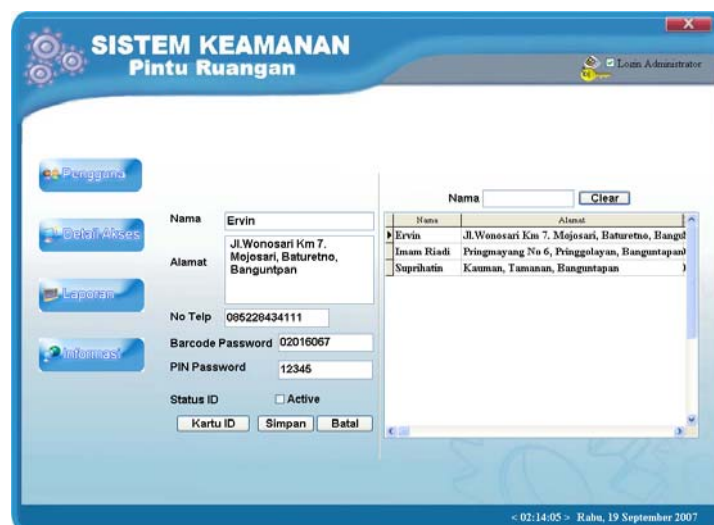 SISTEM KEAMANAN
Pintu Ruangan
Login Administrator
Pengguna
Detail Akses
Laporan
Informasi
Nama Ervin
Alamat Jl.Wonosari Km 7.
Mojosari, Baturetno,
Banguntpan
No Telp 085228434111
Barcode Password 02016067
PIN Password 12345
Status ID Active
Kartu ID Simpan Batal
Nama Clear
Nama Alamat
Ervin Jl.Wonosari Km 7. Mojosari, Baturetno,
Imam Riadi Pringmayang No 6, Pringgolayan, Banguntapan
Suprihatin Kauman, Tamanan, Banguntapan
< 02:14:05 > Rabu, 19 September 2007